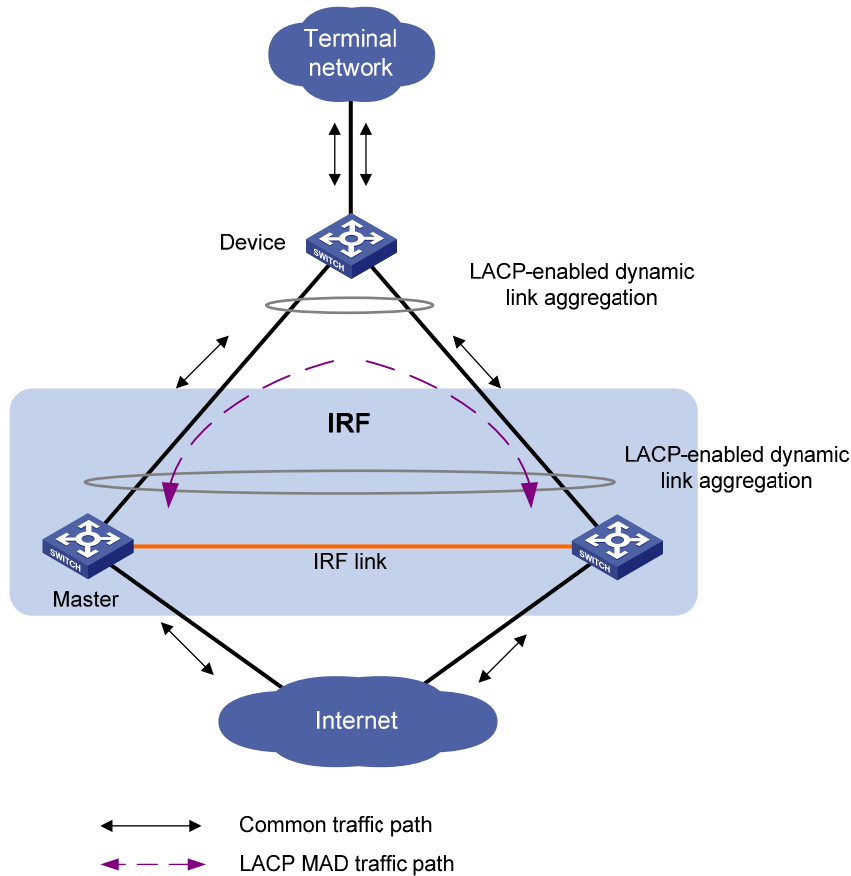 Terminal
network
Device
SWITCH
LACP-enabled dynamic
link aggregation
IRF
LACP-enabled dynamic
link aggregation
SWITCH
SWITCH
IRF link
Master
Internet
Common traffic path
LACP MAD traffic path